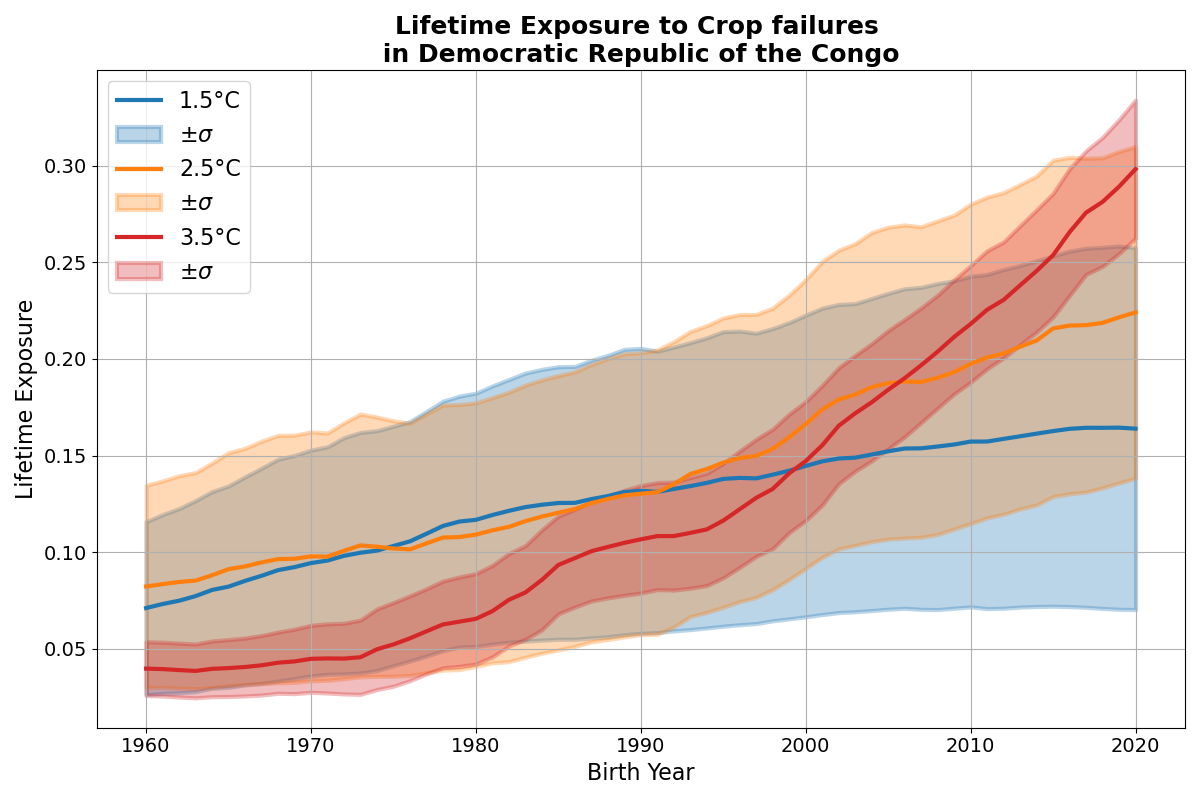 Lifetime Exposure to Crop failures
in Democratic Republic of the Congo
1.5°C
±σ
2.5°C
±σ
3.5°C
±σ
Lifetime Exposure
0.30
0.25
0.20
0.15
0.10
0.05
1960 1970 1980 1990 2000 2010 2020
Birth Year